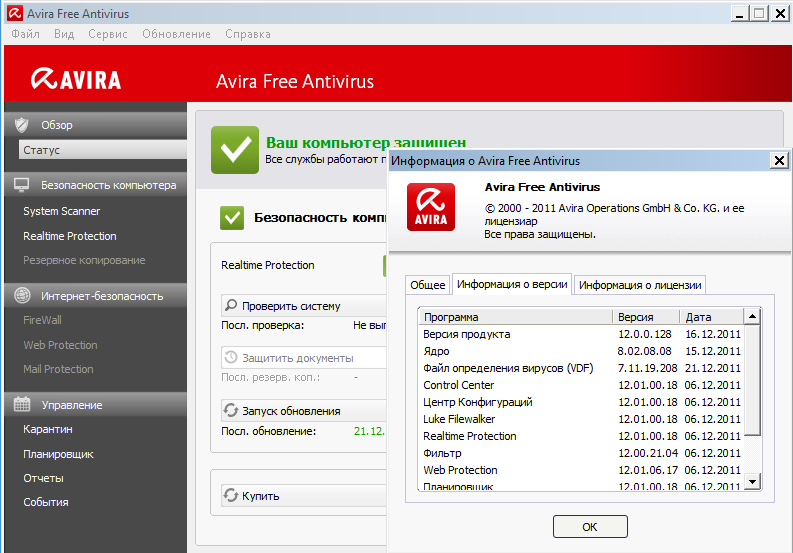 Avira Free Antivirus
Файл Вид Сервис Обновление Справка
AVIRA
Avira Free Antivirus
Обзор
Статус
Безопасность компьютера
System Scanner
Realtime Protection
Резервное копирование
Интернет-безопасность
FireWall
Web Protection
Mail Protection
Управление
Карантин
Планировщик
Отчеты
События
Ваш компьютер защищен
Все службы работают
Безопасность
Realtime Protection
Проверить систему
Посл. проверка: Не
Защитить документы
Посл. резерв. коп.: -
Запуск обновления
Посл. обновление: 21.12.
Купить
Информация о Avira Free Antivirus
AVIRA
Avira Free Antivirus
© 2000 - 2011 Avira Operations GmbH & Co. KG. и ее
лицензиар
Все права защищены.
Общее Информация о версии Информация о лицензии
Программа Версия Дата
Версия продукта 12.0.0.128 16.12.2011
Ядро 8.02.08.08 15.12.2011
Файл определения вирусов (VDF) 7.11.19.208 21.12.2011
Control Center 12.01.00.18 06.12.2011
Центр Конфигураций 12.01.00.18 06.12.2011
Luke Filewalker 12.01.00.18 06.12.2011
Realtime Protection 12.01.00.18 06.12.2011
Фильтр 12.00.21.04 06.12.2011
Web Protection 12.01.06.17 06.12.2011
Планировщик 12.01.00.18 06.12.2011
OK